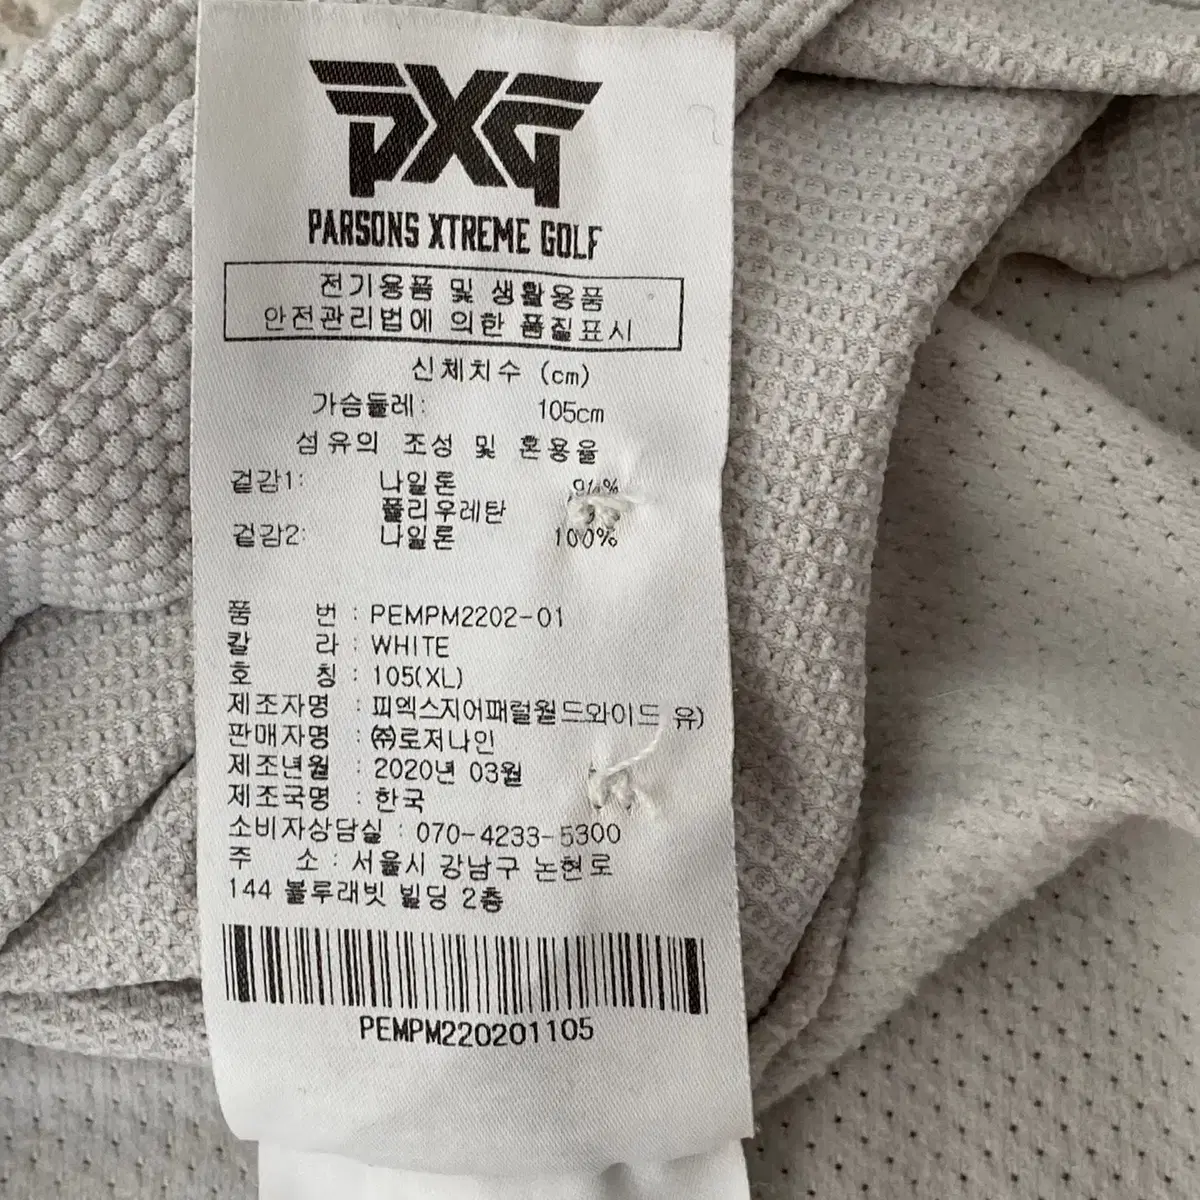 PXG
PARSONS XTREME GOLF
전기용품 및 생활용품
안전관리법에 의한 품질표시
신체치수 (cm)
가슴둘레: 105cm
섬유의 조성 및 혼용율
겉감1: 나일론
폴리우레탄
겉감2: 나일론 100%
품 번 : PEMPM2202-01
칼 라 : WHITE
호 칭 : 105(XL)
제조자명 : 피엑스지어패럴월드와이드 유)
판매자명 : ㈜로저나인
제조년월 : 2020년 03월
제조국명 : 한국
소비자상담실 : 070-4233-5300
주 소 : 서울시 강남구 논현로
144 블루래빗 빌딩 2층
PEMPM220201105